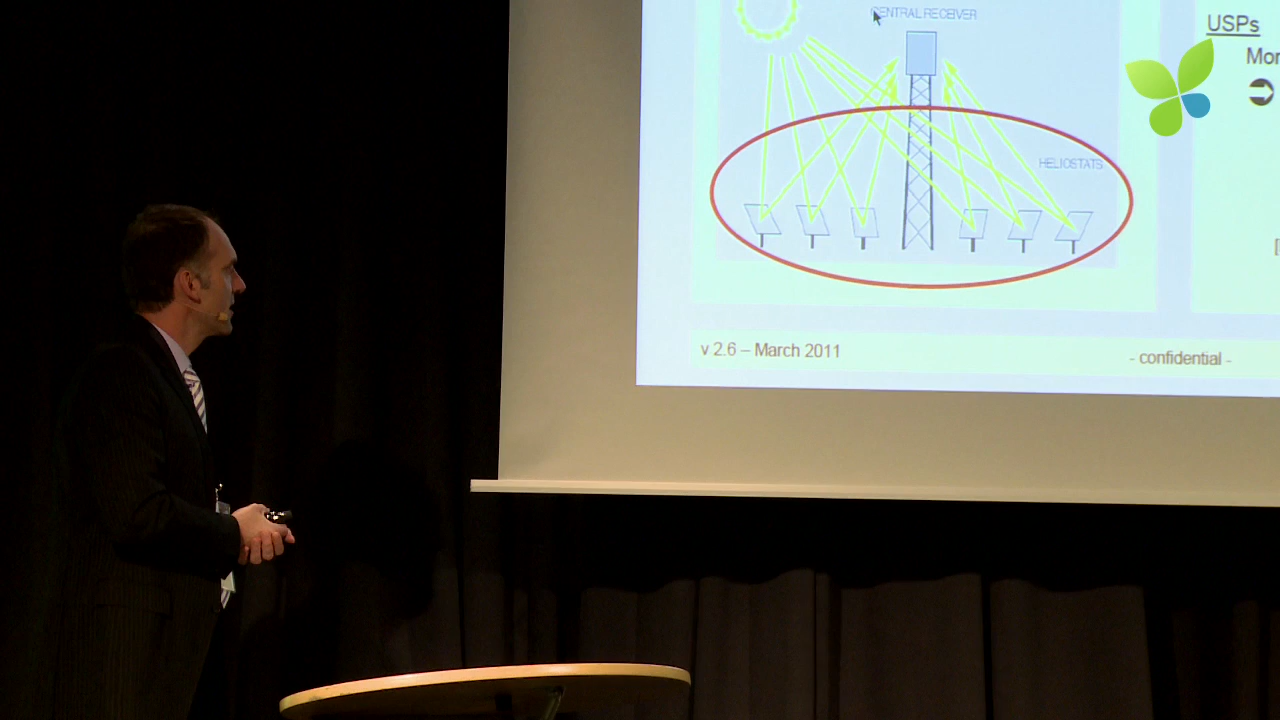 CENTRAL RECEIVER
HELIOSTATS
v 2.6 – March 2011
- confidential -
USPs